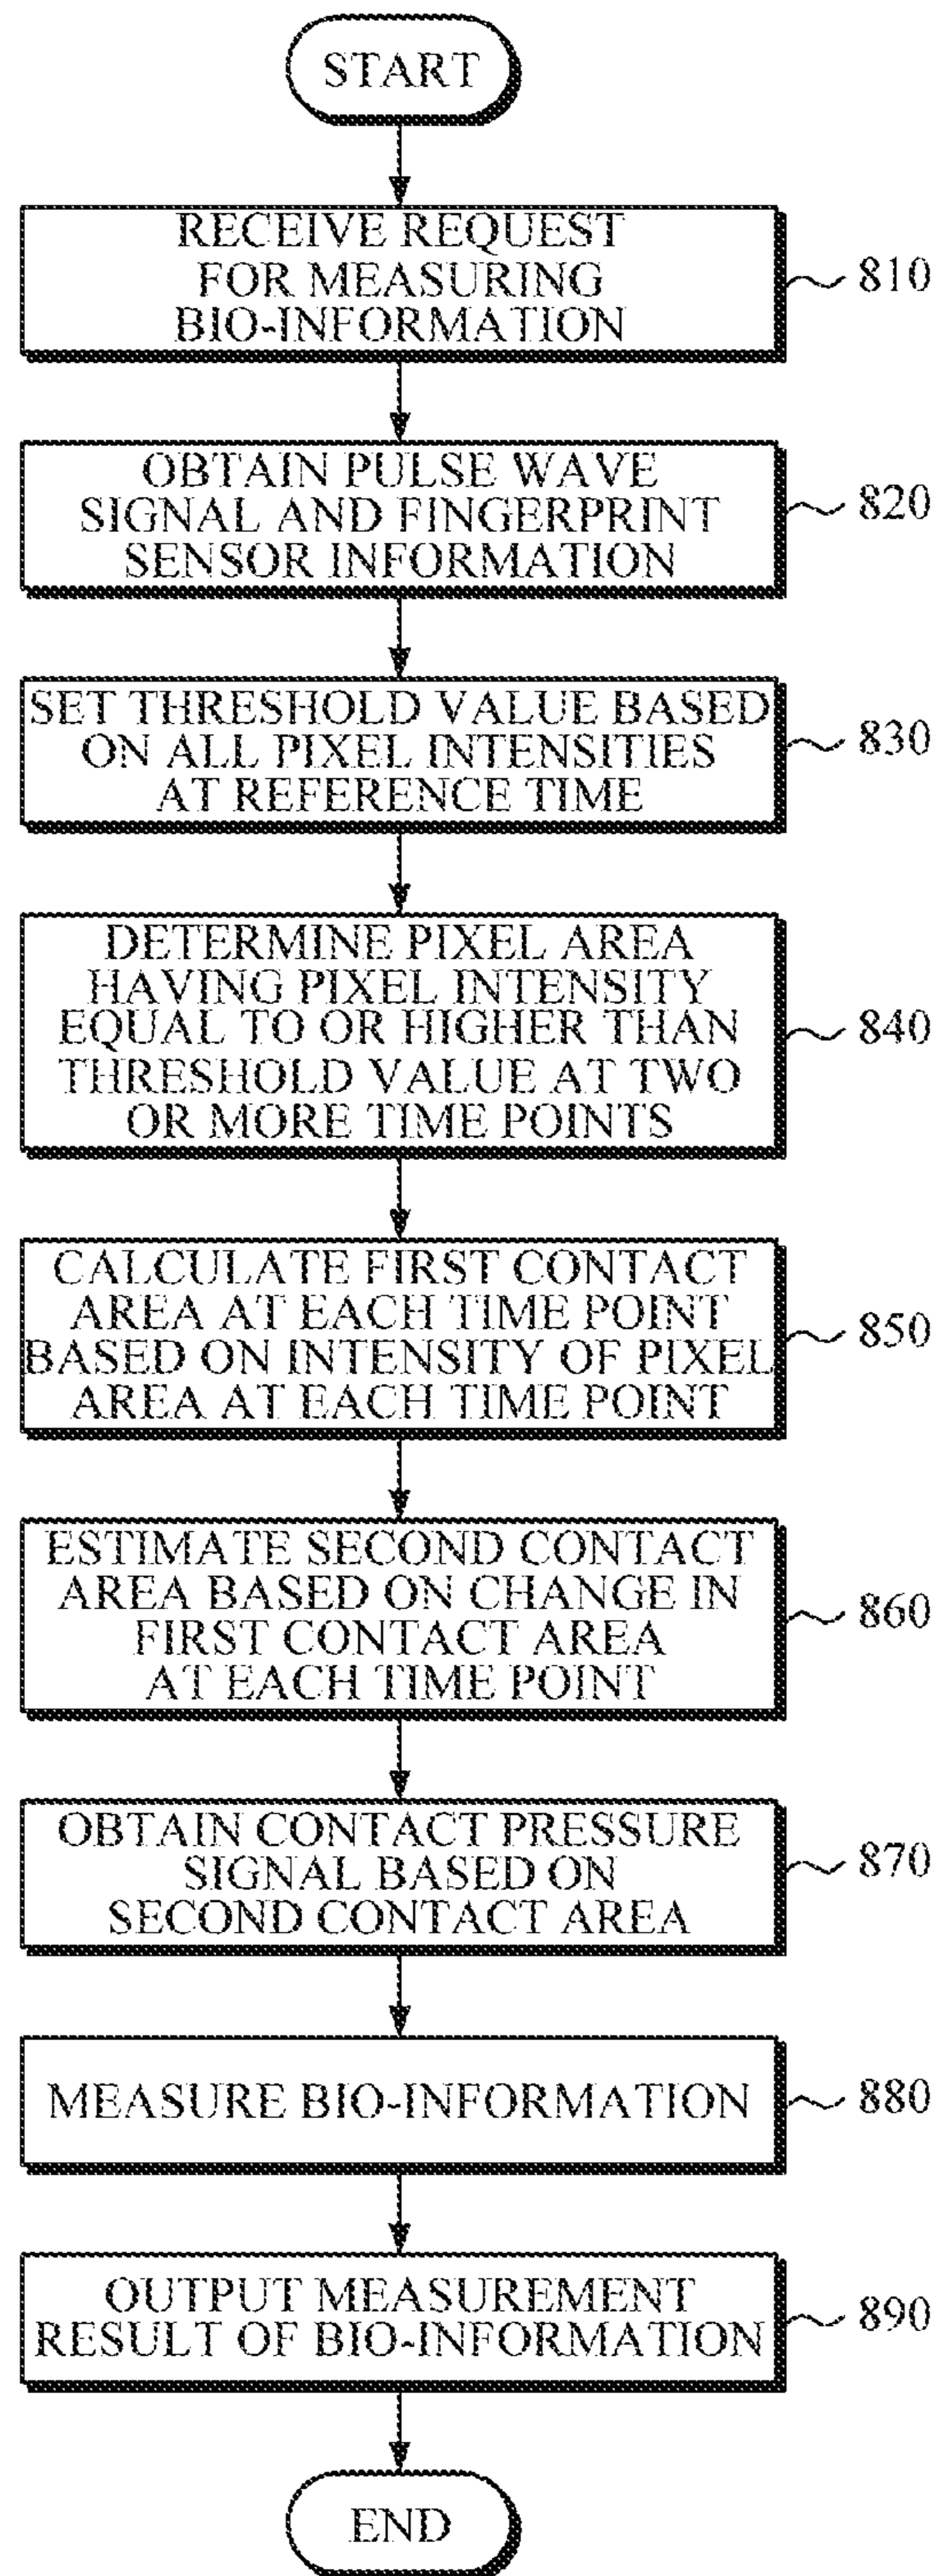 START
RECEIVE REQUEST
FOR MEASURING
BIO-INFORMATION
810
OBTAIN PULSE WAVE
SIGNAL AND FINGERPRINT
SENSOR INFORMATION
820
SET THRESHOLD VALUE BASED
ON ALL PIXEL INTENSITIES
AT REFERENCE TIME
830
DETERMINE PIXEL AREA
HAVING PIXEL INTENSITY
EQUAL TO OR HIGHER THAN
THRESHOLD VALUE AT TWO
OR MORE TIME POINTS
840
CALCULATE FIRST CONTACT
AREA AT EACH TIME POINT
BASED ON INTENSITY OF PIXEL
AREA AT EACH TIME POINT
850
ESTIMATE SECOND CONTACT
AREA BASED ON CHANGE IN
FIRST CONTACT AREA
AT EACH TIME POINT
860
OBTAIN CONTACT PRESSURE
SIGNAL BASED ON
SECOND CONTACT AREA
870
MEASURE BIO-INFORMATION
880
OUTPUT MEASUREMENT
RESULT OF BIO-INFORMATION
890
END